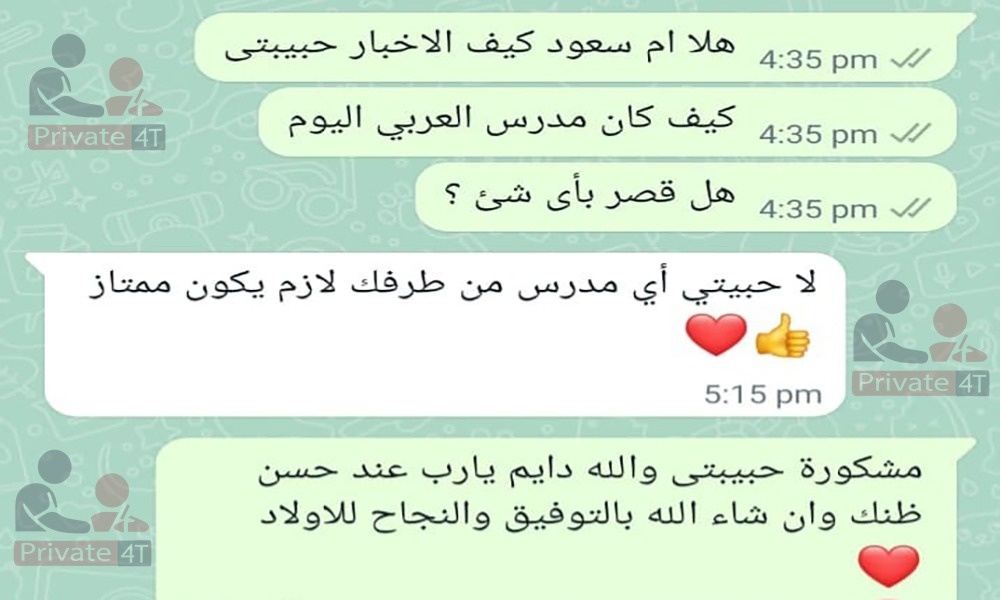 هلا ام سعود كيف الاخبار حبيبتى
4:35 pm
كيف كان مدرس العربي اليوم
4:35 pm
هل قصر بأى شئ ؟
4:35 pm
لا حبيتي أي مدرس من طرفك لازم يكون ممتاز
👍❤️
5:15 pm
مشكورة حبيبتى والله دايم يارب عند حسن
ظنك وان شاء الله بالتوفيق والنجاح للاولاد
❤️
Private 4T
Private 4T
Private 4T